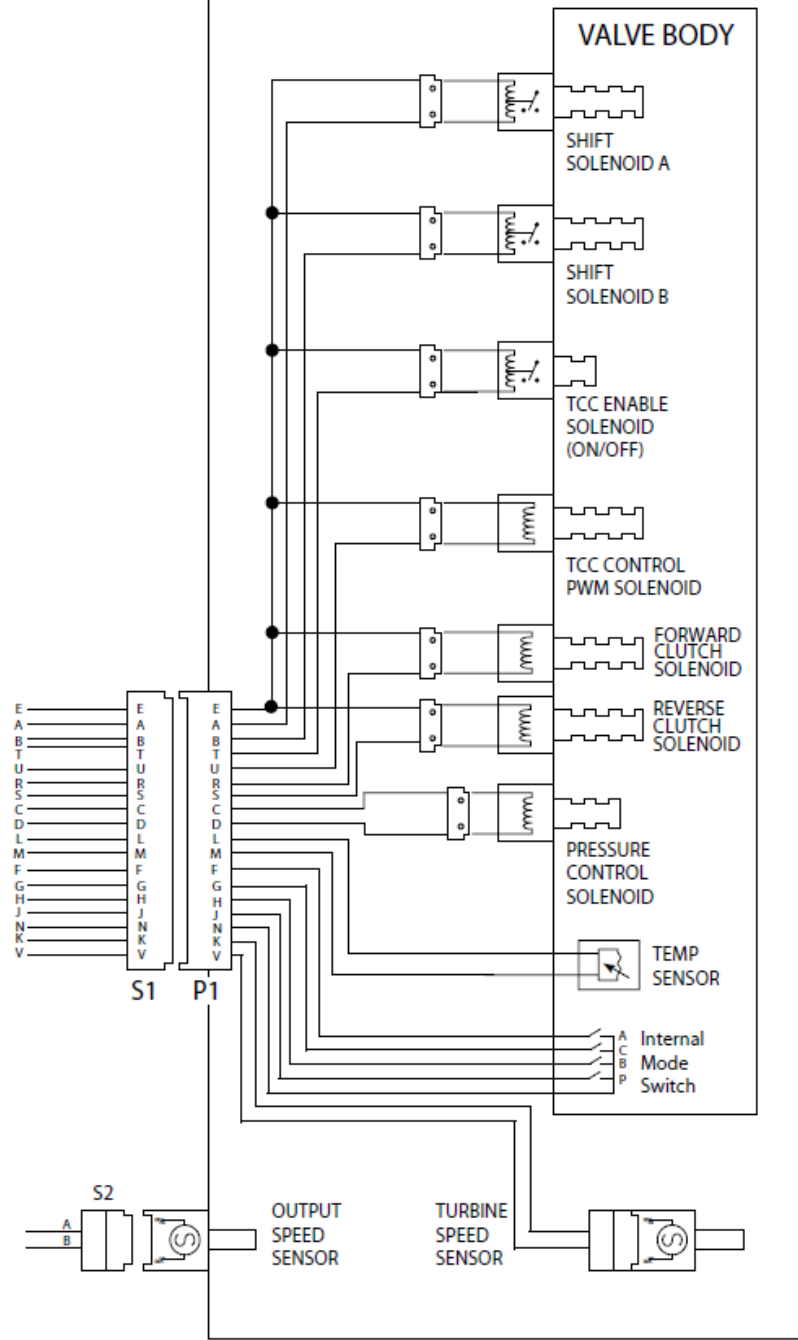 VALVE BODY
SHIFT
SOLENOID A
SHIFT
SOLENOID B
TCC ENABLE
SOLENOID
(ON/OFF)
TCC CONTROL
PWM SOLENOID
FORWARD
CLUTCH
SOLENOID
REVERSE
CLUTCH
SOLENOID
E E E
A A A
B B B
T T T
U U U
R R R
S S S
C C C
D D D
L L L
M M M
F F F
G G G
H H H
J J J
N N N
K K K
V V V
S1 P1
PRESSURE
CONTROL
SOLENOID
TEMP
SENSOR
A Internal
C
B Mode
P Switch
S2
A
B
OUTPUT
SPEED
SENSOR
TURBINE
SPEED
SENSOR
S
S